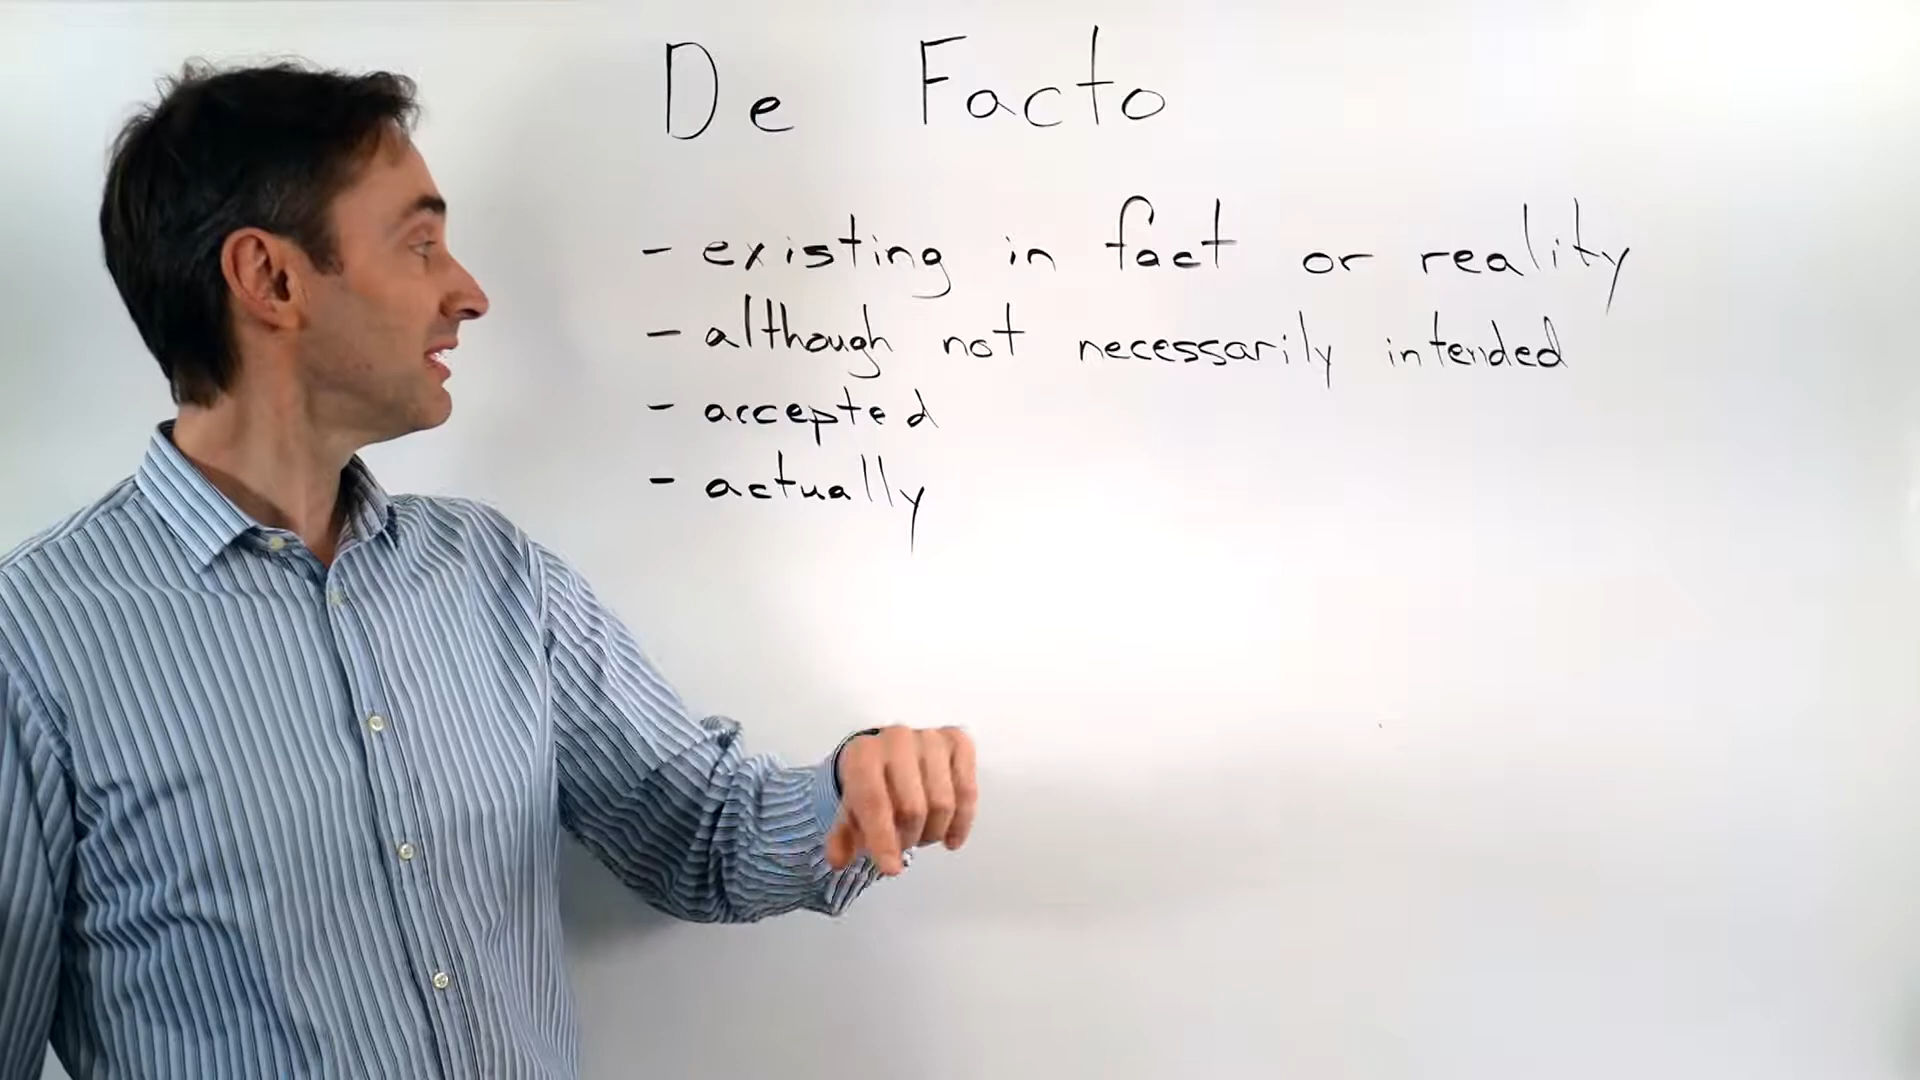 De Facto
- existing in fact or reality
- although not necessarily intended
- accepted
- actually